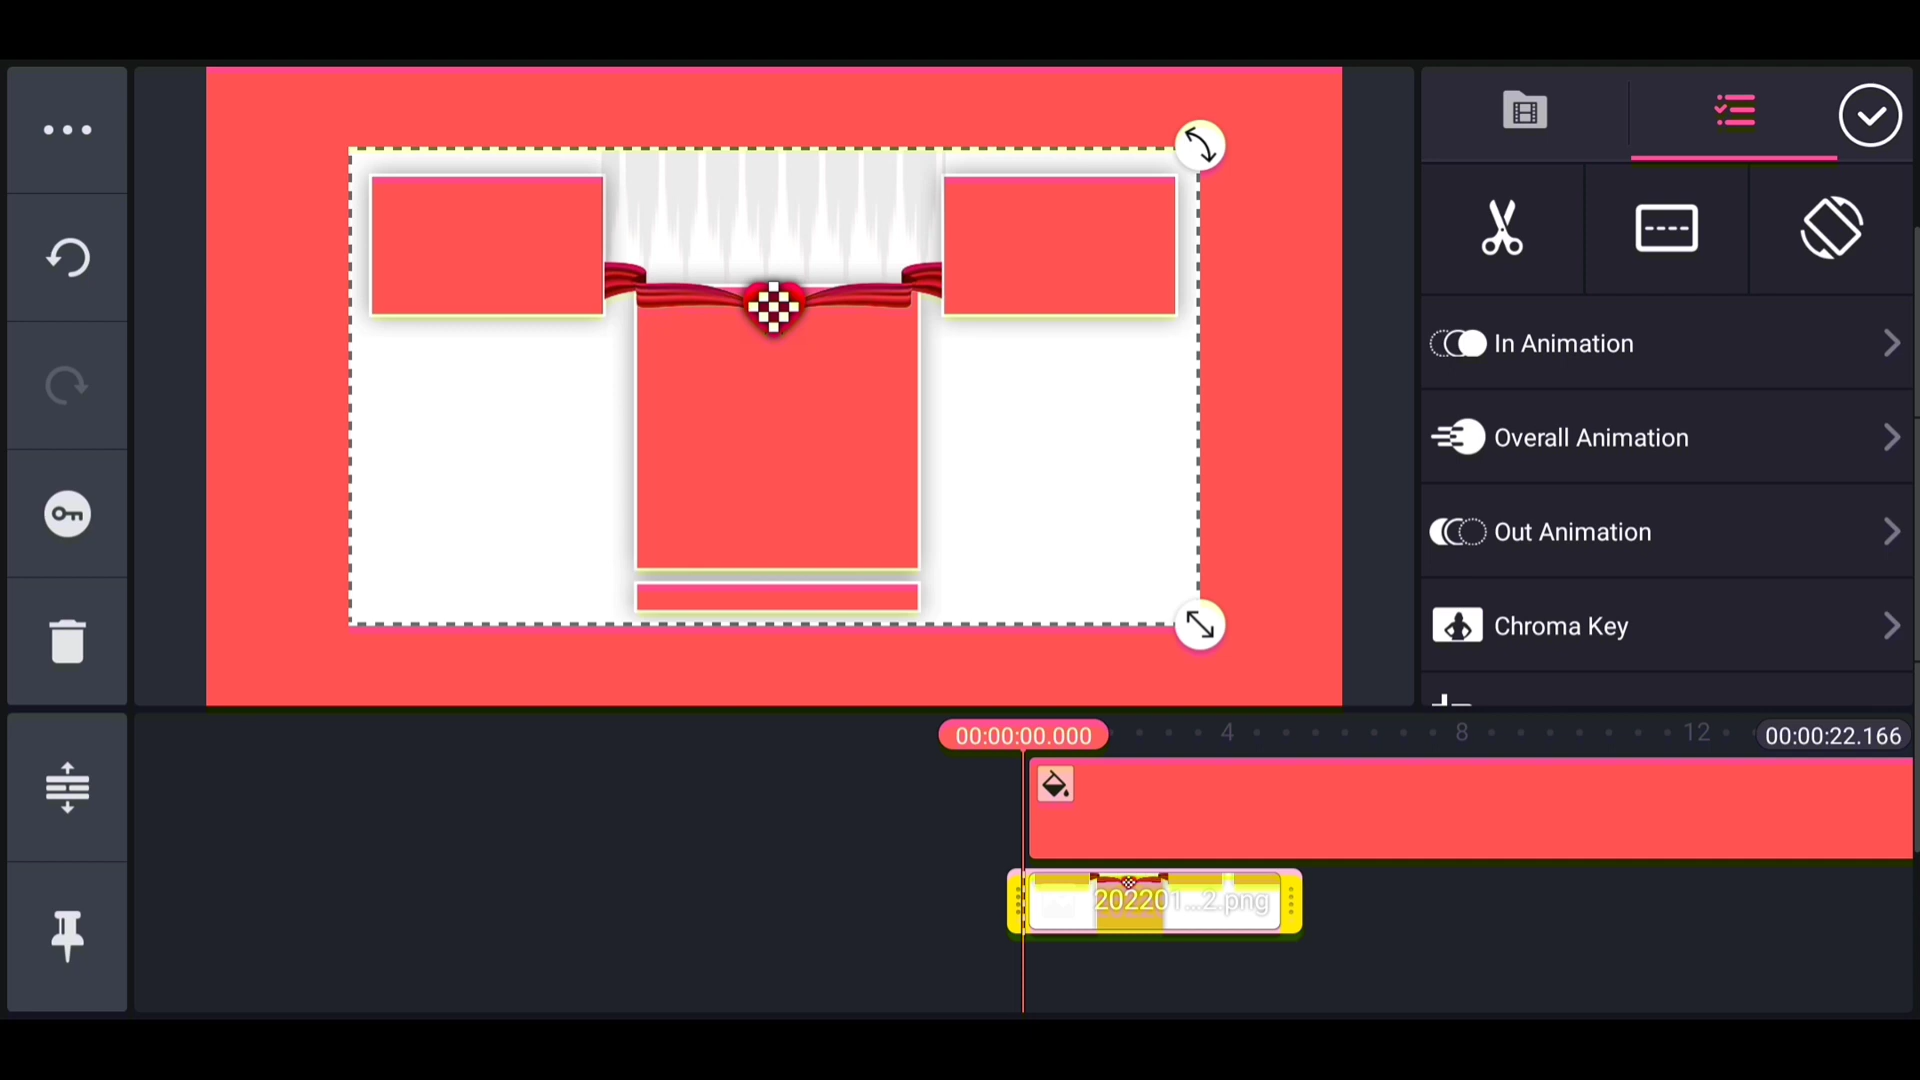 In Animation
Overall Animation
Out Animation
Chroma Key
00:00:00.000
4
8
12
00:00:22.166
202201...2.png